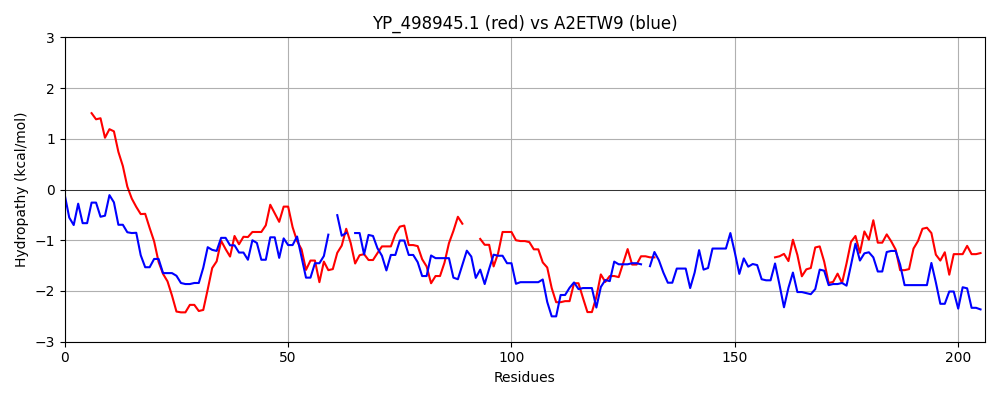 YP_498945.1 (red) vs A2ETW9 (blue)
Hydropathy (kcal/mol)
3
2
1
0
−1
−2
−3
0 50 100 150 200
Residues